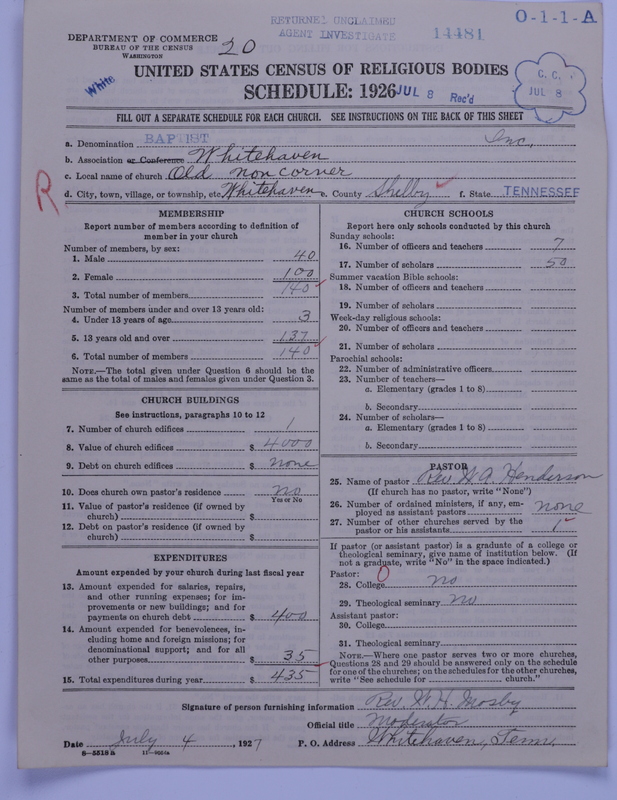 RETURNED UNCLAIMED
AGENT INVESTIGATE
14481
O-1-1-A
DEPARTMENT OF COMMERCE
BUREAU OF THE CENSUS
WASHINGTON
20
White
UNITED STATES CENSUS OF RELIGIOUS BODIES
SCHEDULE: 1926
JUL 8 Rec'd
C. C.
JUL 8
FILL OUT A SEPARATE SCHEDULE FOR EACH CHURCH. SEE INSTRUCTIONS ON THE BACK OF THIS SHEET
a. Denomination BAPTIST Inc.
b. Association or Conference Whitehaven
c. Local name of church Old non corner
d. City, town, village, or township, etc. Whitehaven e. County Shelby f. State TENNESSEE
R
MEMBERSHIP
Report number of members according to definition of
member in your church
Number of members, by sex:
1. Male 40
2. Female 100
3. Total number of members 140
Number of members under and over 13 years old:
4. Under 13 years of age 3
5. 13 years old and over 137
6. Total number of members 140
NOTE.—The total given under Question 6 should be the
same as the total of males and females given under Question 3.
CHURCH BUILDINGS
See instructions, paragraphs 10 to 12
7. Number of church edifices 1
8. Value of church edifices $ 4000
9. Debt on church edifices $ none
10. Does church own pastor's residence no
Yes or No
11. Value of pastor's residence (if owned by
church) $
12. Debt on pastor's residence (if owned by
church) $
EXPENDITURES
Amount expended by your church during last fiscal year
13. Amount expended for salaries, repairs,
and other running expenses; for im-
provements or new buildings; and for
payments on church debt $ 400
14. Amount expended for benevolences, in-
cluding home and foreign missions; for
denominational support; and for all
other purposes $ 35
15. Total expenditures during year $ 435
CHURCH SCHOOLS
Report here only schools conducted by this church
Sunday schools:
16. Number of officers and teachers 7
17. Number of scholars 50
Summer vacation Bible schools:
18. Number of officers and teachers
19. Number of scholars
Week-day religious schools:
20. Number of officers and teachers
21. Number of scholars
Parochial schools:
22. Number of administrative officers
23. Number of teachers—
a. Elementary (grades 1 to 8)
b. Secondary
24. Number of scholars—
a. Elementary (grades 1 to 8)
b. Secondary
PASTOR
25. Name of pastor Rev. W. A. Henderson
(If church has no pastor, write "None")
26. Number of ordained ministers, if any, em-
ployed as assistant pastors none
27. Number of other churches served by the
pastor or his assistants 1
If pastor (or assistant pastor) is a graduate of a college or
theological seminary, give name of institution below. (If
not a graduate, write "No" in the space indicated.)
Pastor: 0
28. College no
29. Theological seminary no
Assistant pastor:
30. College
31. Theological seminary
NOTE.—Where one pastor serves two or more churches,
Questions 28 and 29 should be answered only on the schedule
for one of the churches; on the schedules for the other churches,
write "See schedule for church."
Signature of person furnishing information Rev. W. H. Mosby
Official title Moderator
Date July 4, 1927 P. O. Address Whitehaven, Tenn.
8-5518 a